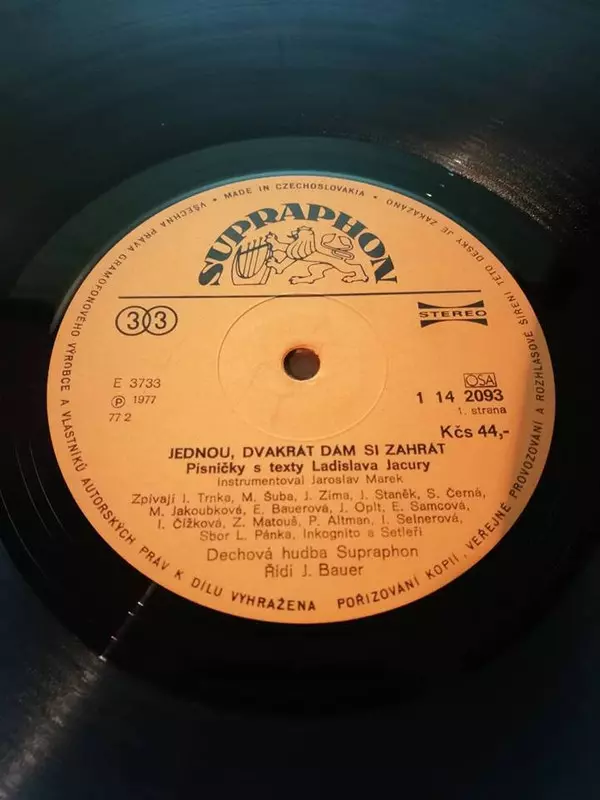 MADE IN CZECHOSLOVAKIA • VŠECHNA PRÁVA GRAMOFONOVÉHO VÝROBCE A VLASTNÍKŮ AUTORSKÝCH PRÁV K DÍLU VYHRAŽENA POŘIZOVÁNÍ KOPIÍ, VEŘEJNÉ PROVOZOVÁNÍ A ROZHLASOVÉ ŠÍŘENÍ TÉTO DESKY JE ZAKÁZÁNO
SUPRAPHON
33
STEREO
E 3733
℗ 1977
77 2
OSA
1 14 2093
1. strana
Kčs 44,-
JEDNOU, DVAKRÁT DÁM SI ZAHRÁT
Písničky s texty Ladislava Jacury
Instrumentoval Jaroslav Marek
Zpívají I. Trnka, M. Šuba, J. Zima, J. Staněk, S. Černá,
M. Jakoubková, E. Bauerová, J. Oplt, E. Samcová,
I. Čížková, Z. Matouš, P. Altman, I. Selnerová,
Sbor L. Pánka, Inkognito a Setleři
Dechová hudba Supraphon
Řídí J. Bauer